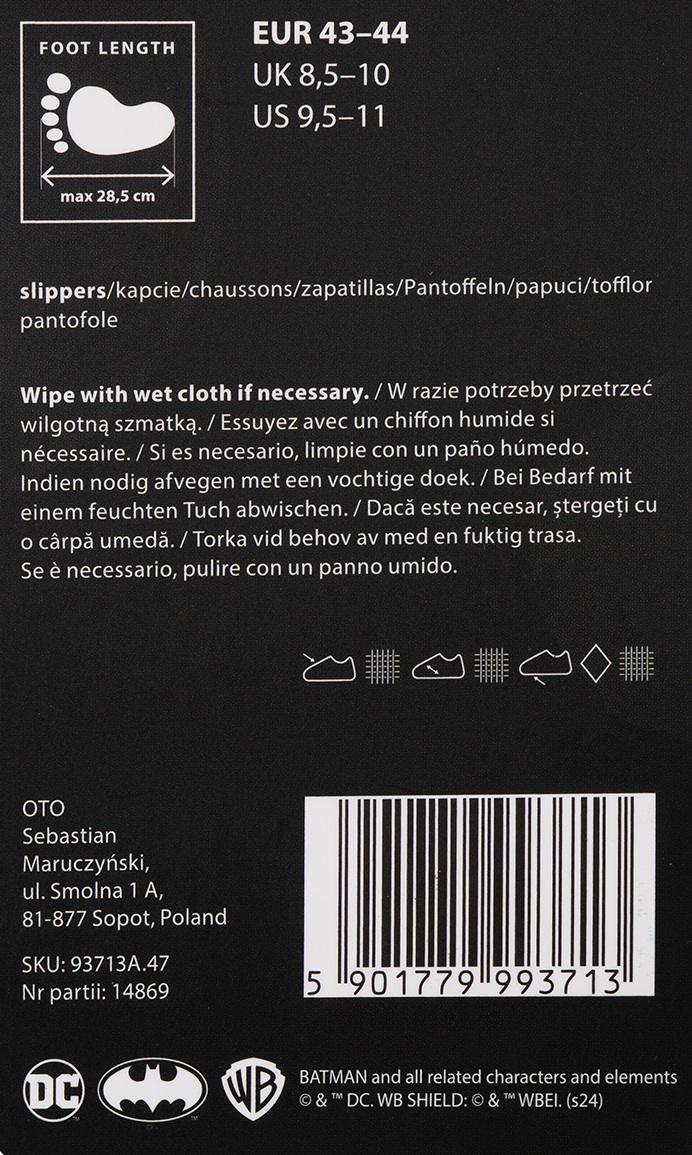 FOOT LENGTH
max 28,5 cm
EUR 43–44
UK 8,5–10
US 9,5–11
slippers/kapcie/chaussons/zapatillas/Pantoffeln/papuci/tofflor
pantofole
Wipe with wet cloth if necessary. / W razie potrzeby przetrzeć
wilgotną szmatką. / Essuyez avec un chiffon humide si
nécessaire. / Si es necesario, limpie con un paño húmedo.
Indien nodig afvegen met een vochtige doek. / Bei Bedarf mit
einem feuchten Tuch abwischen. / Dacă este necesar, ștergeți cu
o cârpă umedă. / Torka vid behov av med en fuktig trasa.
Se è necessario, pulire con un panno umido.
OTO
Sebastian
Maruczyński,
ul. Smolna 1 A,
81-877 Sopot, Poland
SKU: 93713A.47
Nr partii: 14869
5 901779 993713
DC™
™
WB
BATMAN and all related characters and elements
© & ™ DC. WB SHIELD: © & ™ WBEI. (s24)